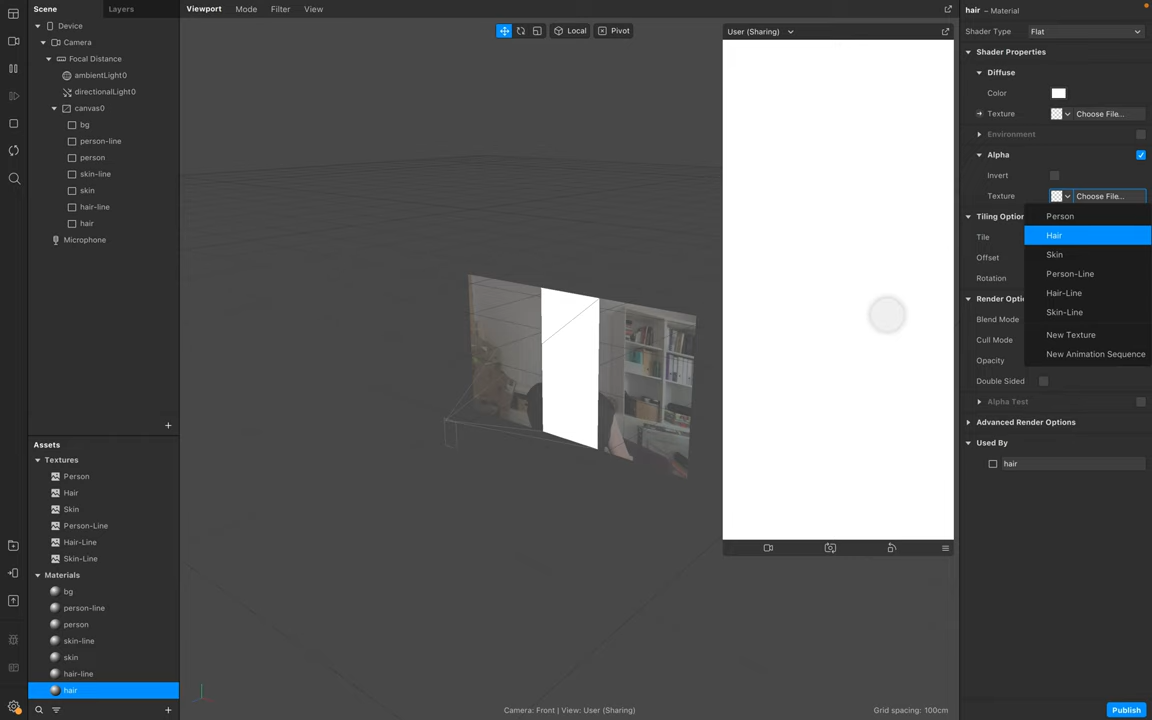 Scene
Layers
Device
Camera
Focal Distance
ambientLight0
directionalLight0
canvas0
bg
person-line
person
skin-line
skin
hair-line
hair
Microphone
Assets
Textures
Person
Hair
Skin
Person-Line
Hair-Line
Skin-Line
Materials
bg
person-line
person
skin-line
skin
hair-line
hair
Viewport
Mode
Filter
View
Local
Pivot
User (Sharing)
Camera: Front | View: User (Sharing)
Grid spacing: 100cm
hair – Material
Shader Type
Flat
Shader Properties
Diffuse
Color
Texture
Choose File...
Environment
Alpha
Invert
Texture
Choose File...
Person
Hair
Skin
Person-Line
Hair-Line
Skin-Line
New Texture
New Animation Sequence
Tiling Option
Tile
Offset
Rotation
Render Optio
Blend Mode
Cull Mode
Opacity
Double Sided
Alpha Test
Advanced Render Options
Used By
hair
Publish